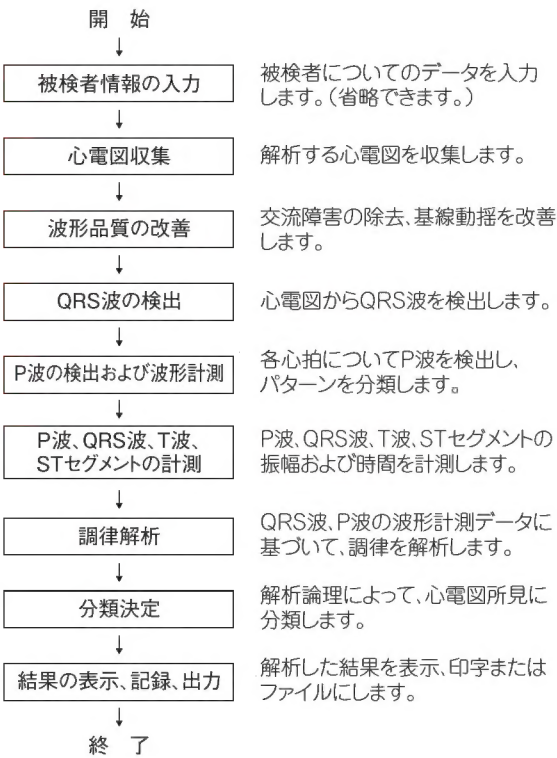 開 始
被検者情報の入力
被検者についてのデータを入力
します。（省略できます。）
心電図収集
解析する心電図を収集します。
波形品質の改善
交流障害の除去、基線動揺を改善
します。
QRS波の検出
心電図からQRS波を検出します。
P波の検出および波形計測
各心拍についてP波を検出し、
パターンを分類します。
P波、QRS波、T波、
STセグメントの計測
P波、QRS波、T波、STセグメントの
振幅および時間を計測します。
調律解析
QRS波、P波の波形計測データに
基づいて、調律を解析します。
分類決定
解析論理によって、心電図所見に
分類します。
結果の表示、記録、出力
解析した結果を表示、印字または
ファイルにします。
終 了